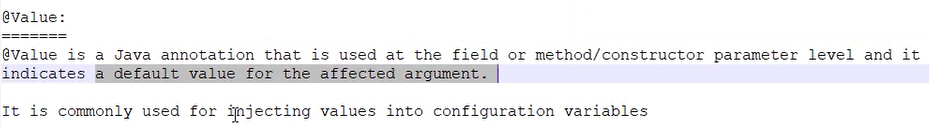 @Value:
=======
@Value is a Java annotation that is used at the field or method/constructor parameter level and it
indicates a default value for the affected argument.
It is commonly used for injecting values into configuration variables